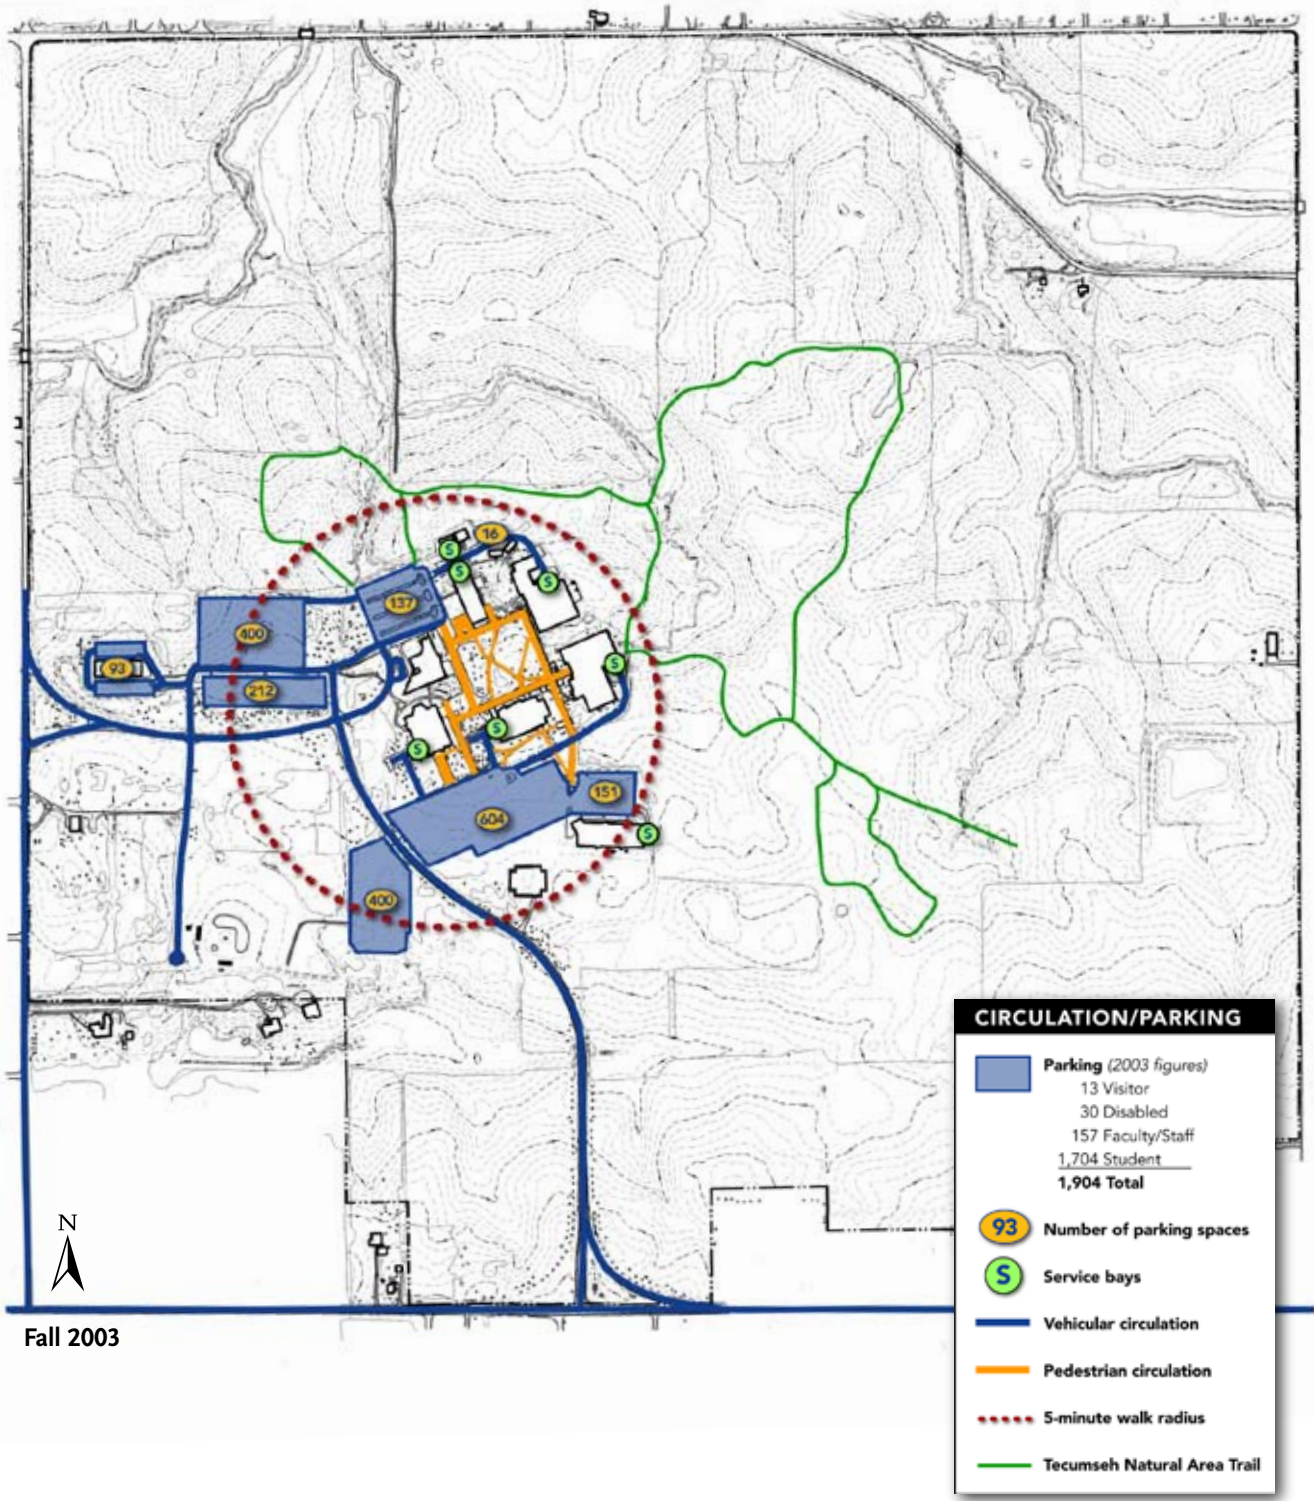 16
S
S
S
137
400
S
93
212
S
S
151
604
S
400
N
Fall 2003
CIRCULATION/PARKING
Parking (2003 figures)
13 Visitor
30 Disabled
157 Faculty/Staff
1,704 Student
1,904 Total
93 Number of parking spaces
S Service bays
Vehicular circulation
Pedestrian circulation
5-minute walk radius
Tecumseh Natural Area Trail